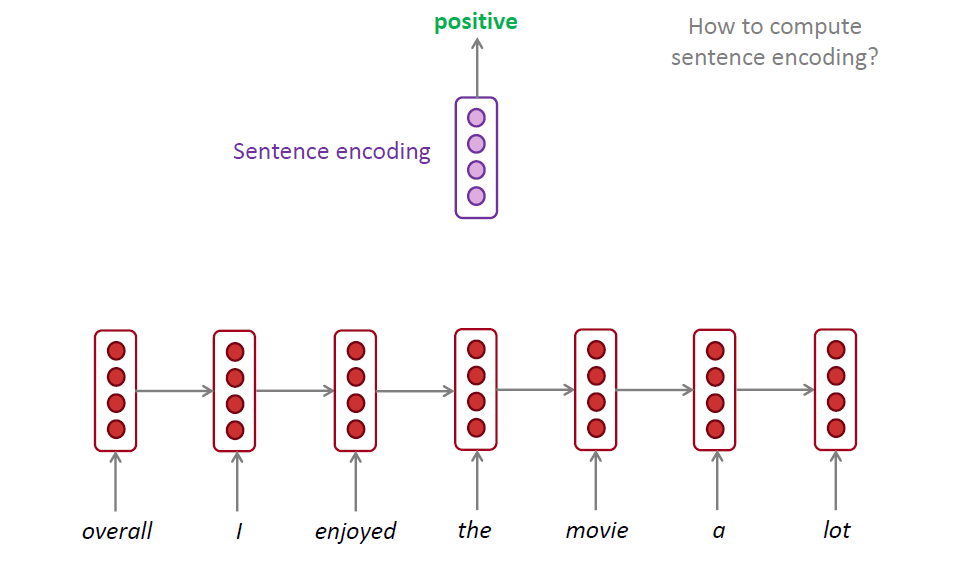 positive
How to compute
sentence encoding?
Sentence encoding
overall I enjoyed the movie a lot